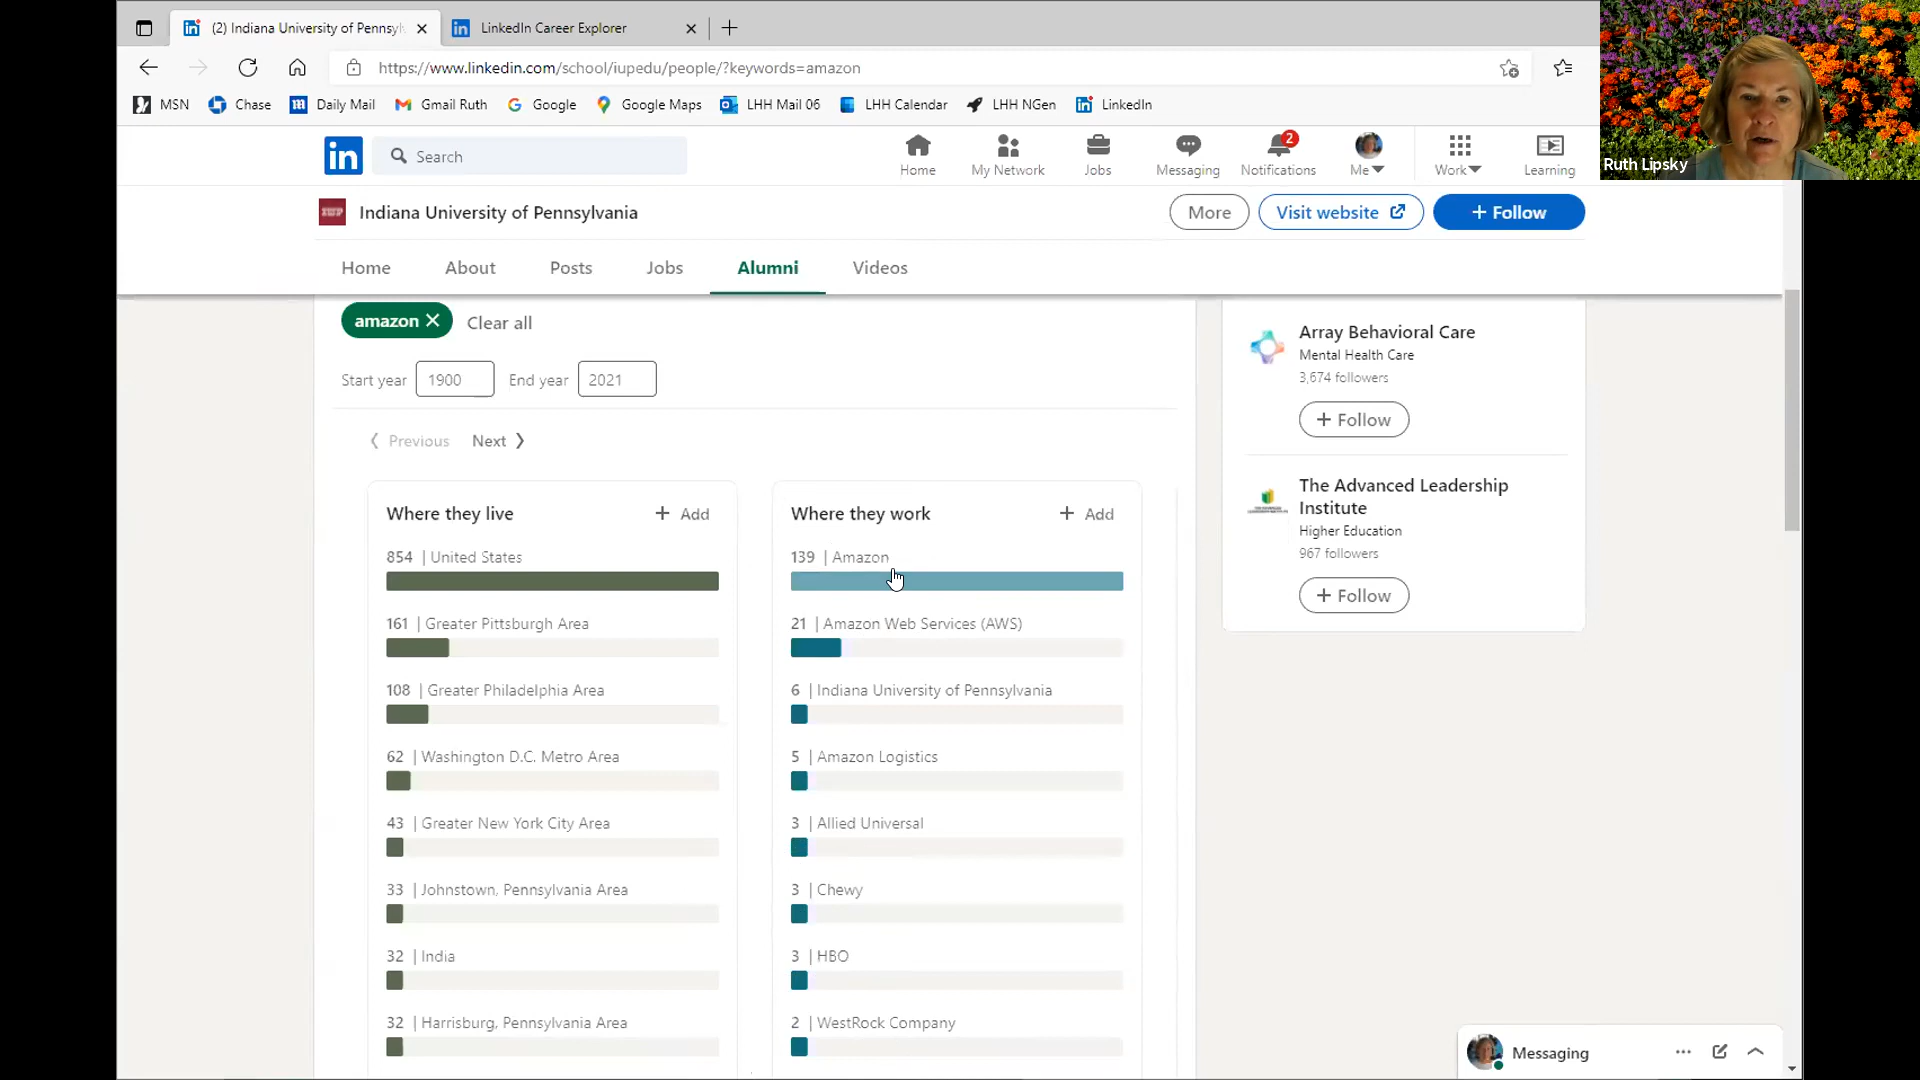 (2) Indiana University of Pennsyl
LinkedIn Career Explorer
https://www.linkedin.com/school/iupedu/people/?keywords=amazon
MSN
Chase
Daily Mail
Gmail Ruth
Google
Google Maps
LHH Mail 06
LHH Calendar
LHH NGen
LinkedIn
Ruth Lipsky
in
Search
Home
My Network
Jobs
Messaging
2
Notifications
Me
Work
Learning
Indiana University of Pennsylvania
More
Visit website
+ Follow
Home
About
Posts
Jobs
Alumni
Videos
amazon ✕
Clear all
Start year 1900 End year 2021
Previous
Next
Where they live
+ Add
854 | United States
161 | Greater Pittsburgh Area
108 | Greater Philadelphia Area
62 | Washington D.C. Metro Area
43 | Greater New York City Area
33 | Johnstown, Pennsylvania Area
32 | India
32 | Harrisburg, Pennsylvania Area
Where they work
+ Add
139 | Amazon
21 | Amazon Web Services (AWS)
6 | Indiana University of Pennsylvania
5 | Amazon Logistics
3 | Allied Universal
3 | Chewy
3 | HBO
2 | WestRock Company
Array Behavioral Care
Mental Health Care
3,674 followers
+ Follow
The Advanced Leadership
Institute
Higher Education
967 followers
+ Follow
Messaging